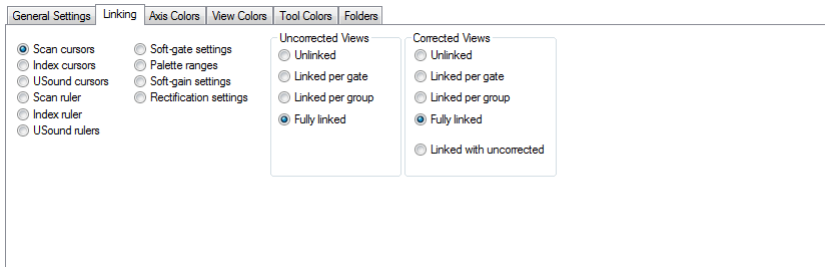 General Settings Linking Axis Colors View Colors Tool Colors Folders
Scan cursors
Index cursors
USound cursors
Scan ruler
Index ruler
USound rulers
Soft-gate settings
Palette ranges
Soft-gain settings
Rectification settings
Uncorrected Views
Unlinked
Linked per gate
Linked per group
Fully linked
Corrected Views
Unlinked
Linked per gate
Linked per group
Fully linked
Linked with uncorrected